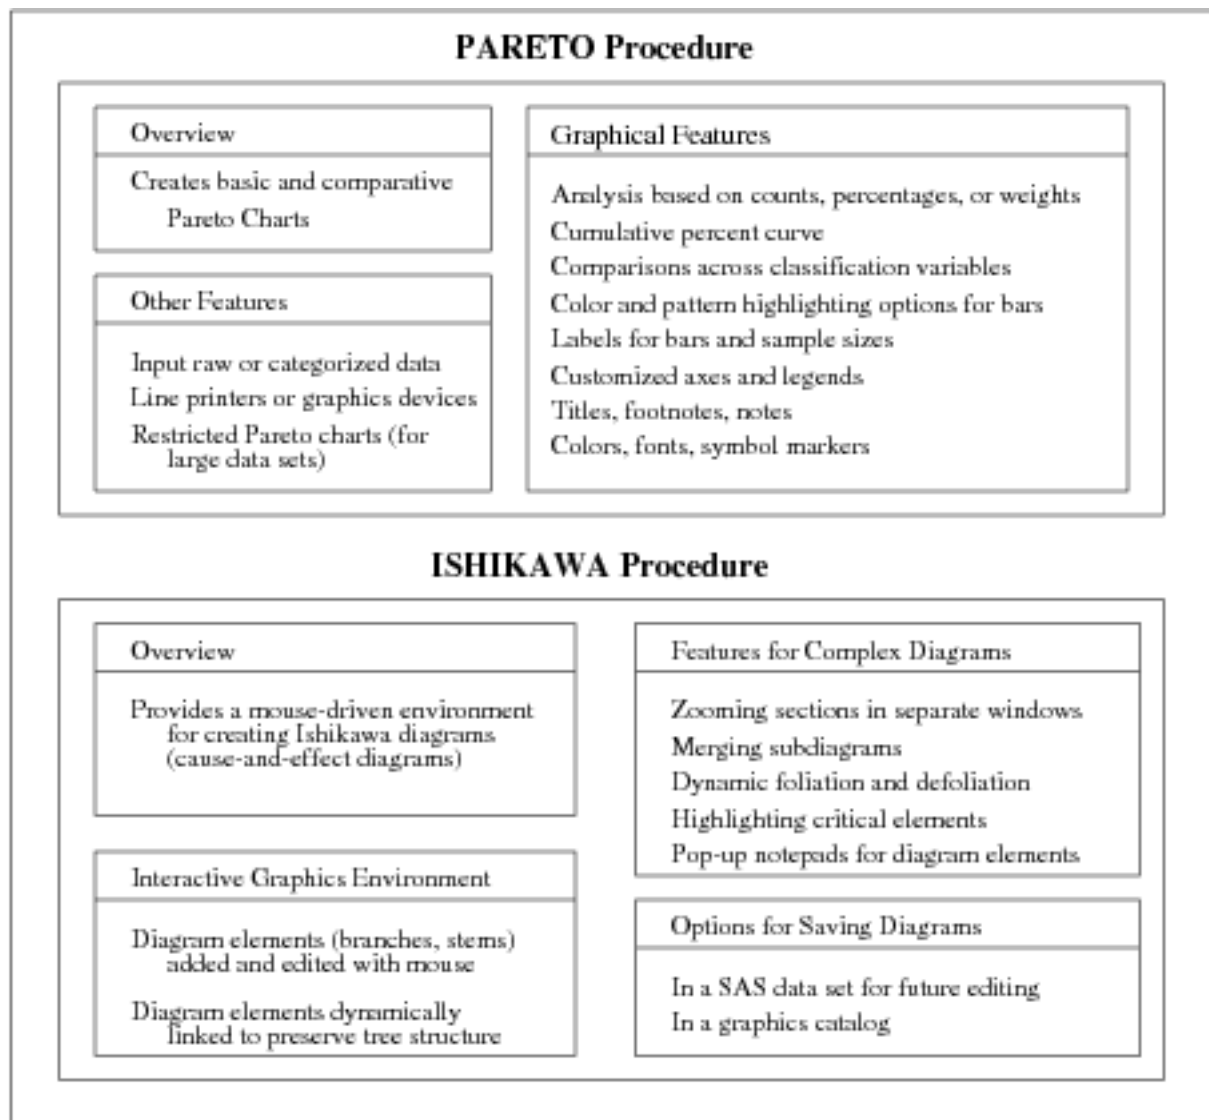 PARETO Procedure
Overview
Creates basic and comparative
Pareto Charts
Other Features
Input raw or categorized data
Line printers or graphics devices
Restricted Pareto charts (for
large data sets)
Graphical Features
Analysis based on counts, percentages, or weights
Cumulative percent curve
Comparisons across classification variables
Color and pattern highlighting options for bars
Labels for bars and sample sizes
Customized axes and legends
Titles, footnotes, notes
Colors, fonts, symbol markers
ISHIKAWA Procedure
Overview
Provides a mouse-driven environment
for creating Ishikawa diagrams
(cause-and-effect diagrams)
Interactive Graphics Environment
Diagram elements (branches, stems)
added and edited with mouse
Diagram elements dynamically
linked to preserve tree structure
Features for Complex Diagrams
Zooming sections in separate windows
Merging subdiagrams
Dynamic foliation and defoliation
Highlighting critical elements
Pop-up notepads for diagram elements
Options for Saving Diagrams
In a SAS data set for future editing
In a graphics catalog